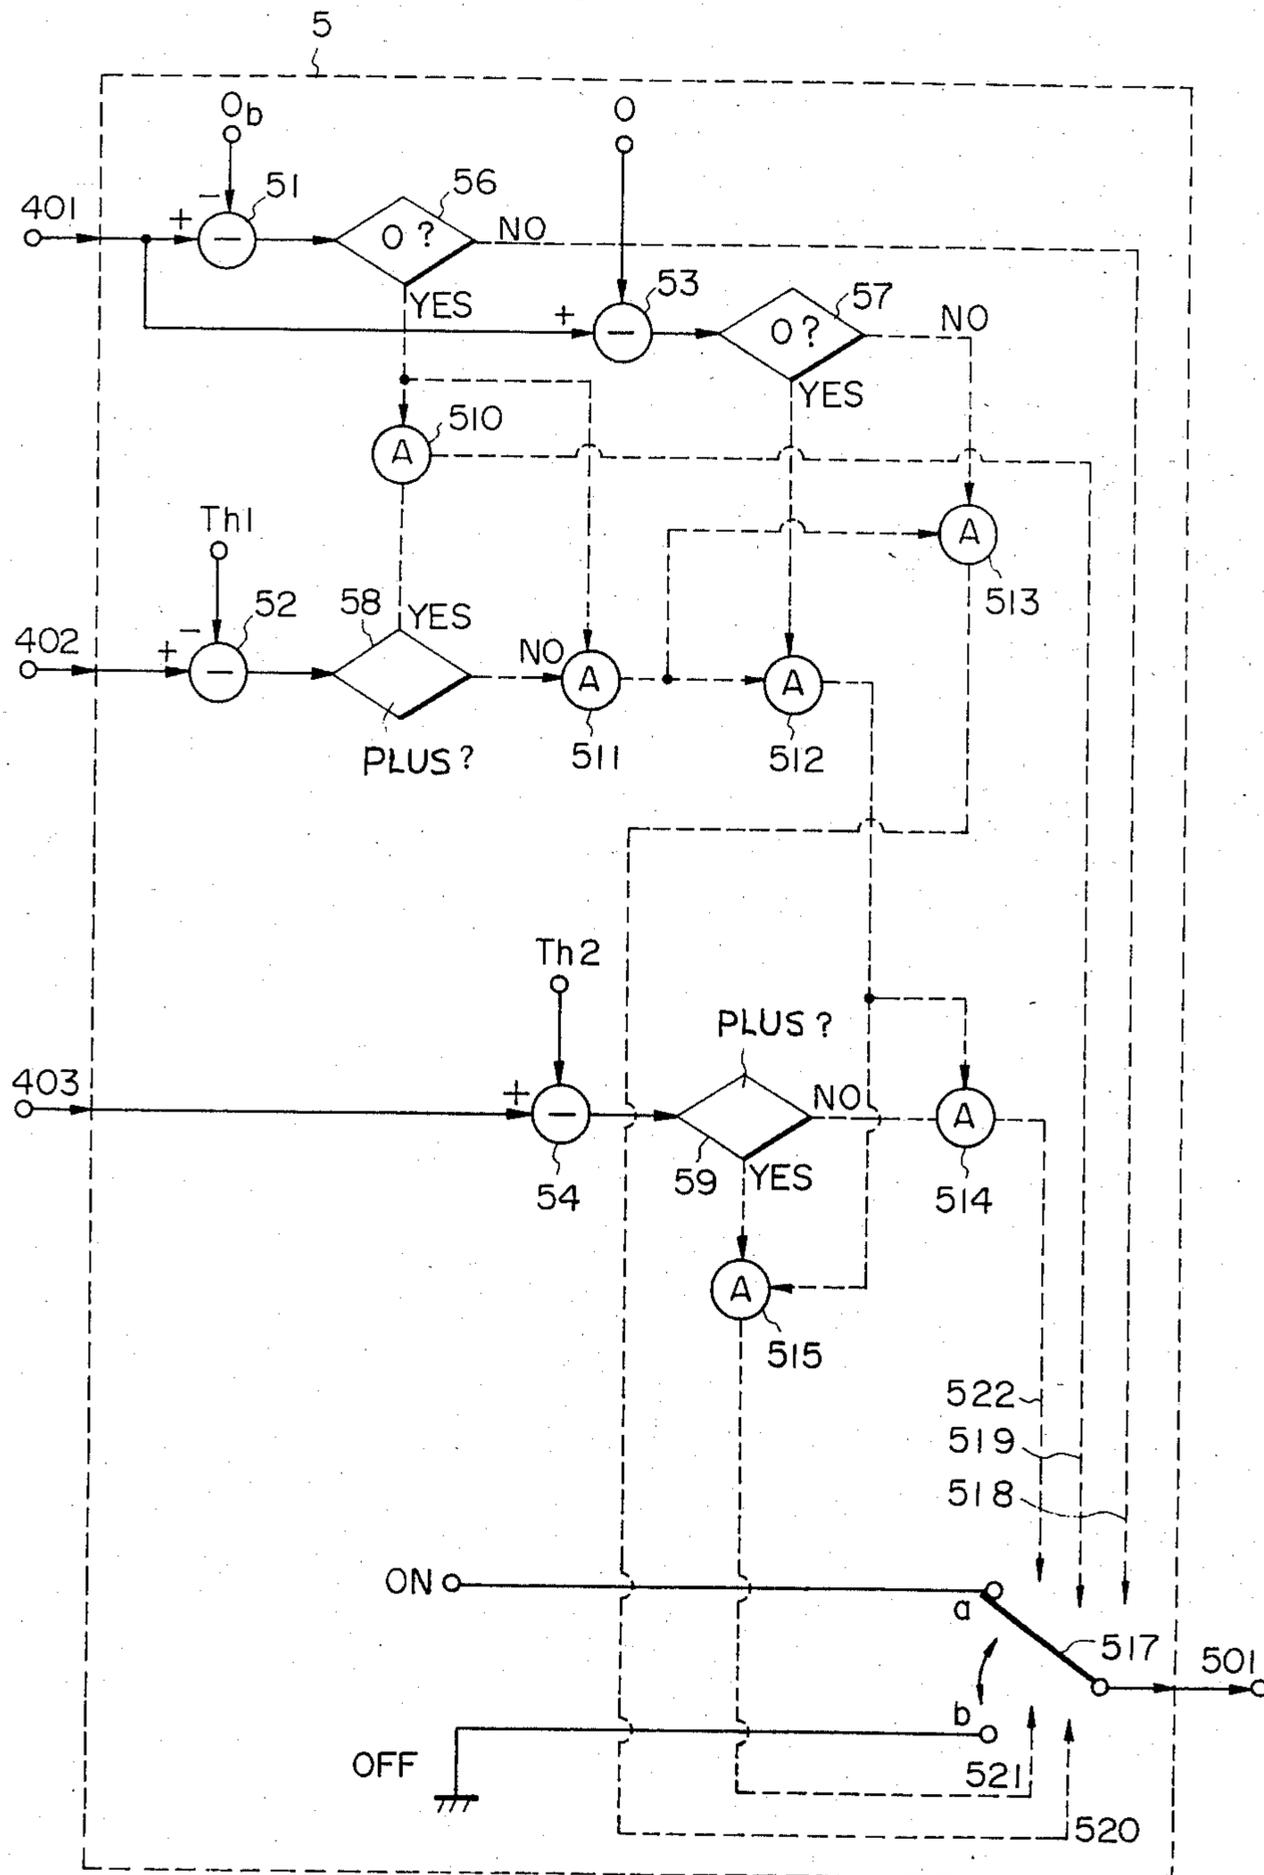 5
Ob
O
401
+
−
51
−
56
O ?
NO
YES
+
53
−
57
O ?
NO
YES
510
A
Th1
A
513
402
+
−
52
−
58
YES
PLUS ?
NO
A
511
A
512
Th2
PLUS ?
403
+
−
54
59
NO
YES
A
514
A
515
522
519
518
ON
a
517
501
b
OFF
521
520